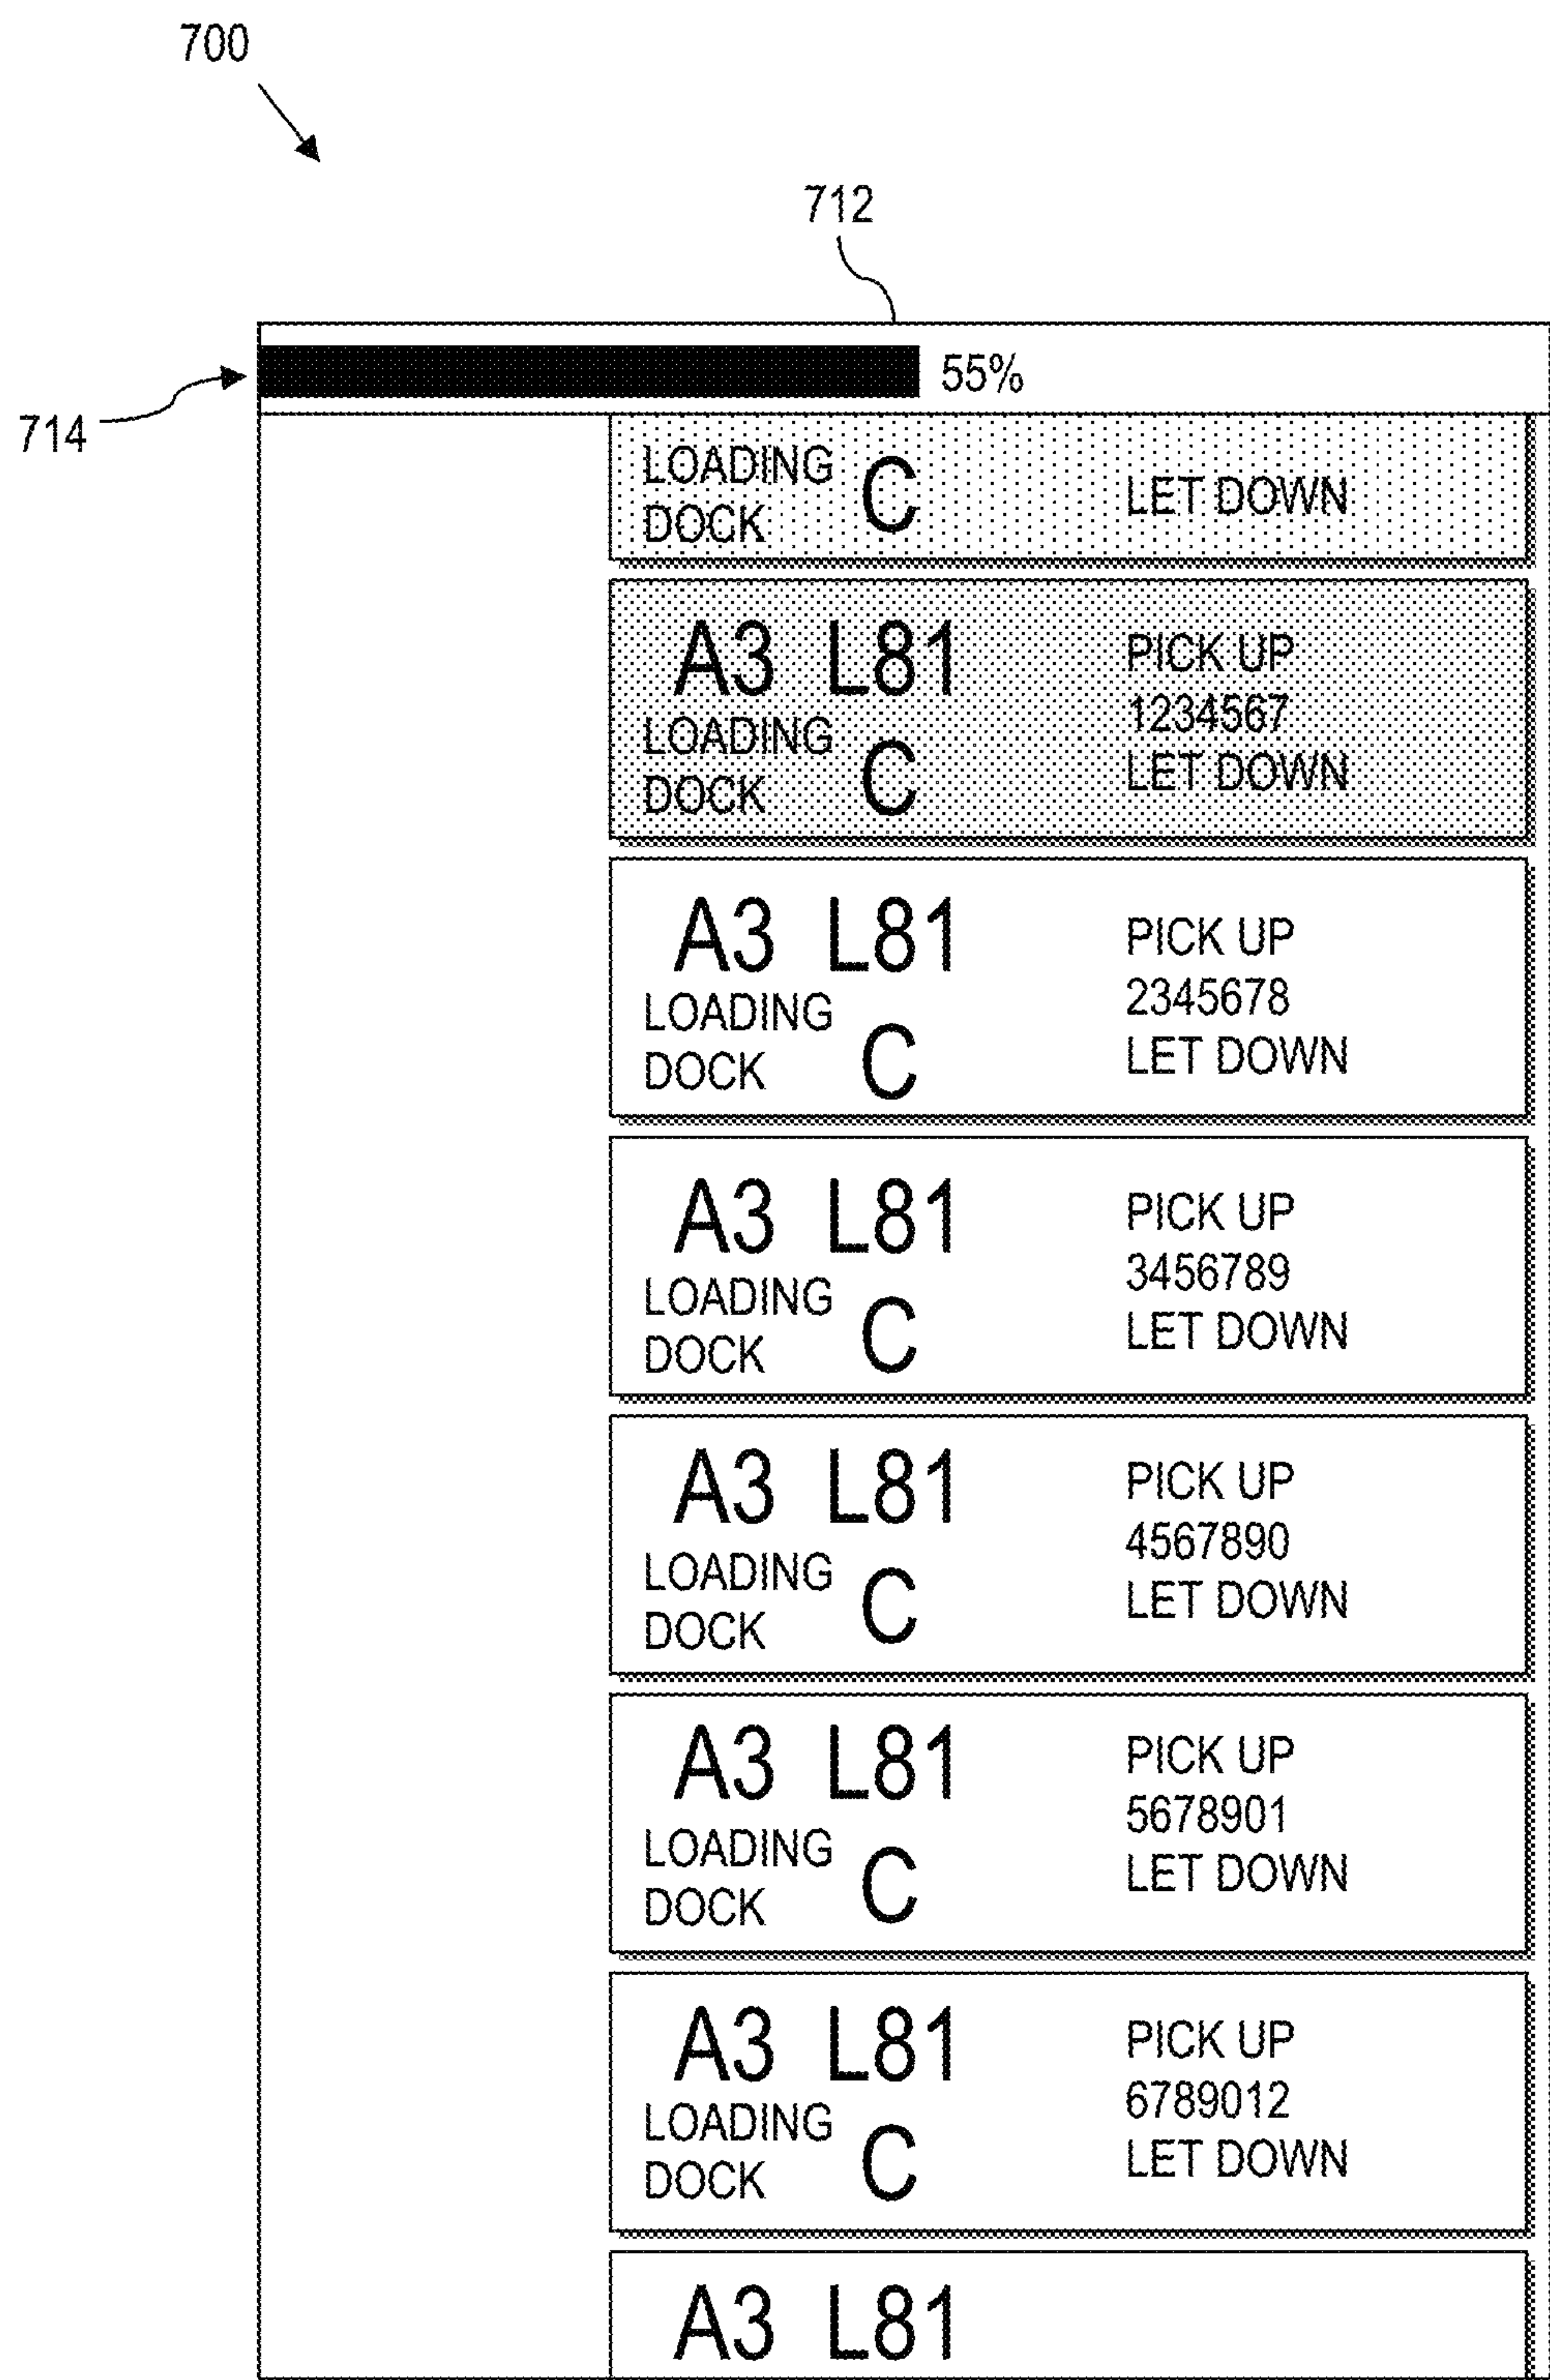 700
712
55%
714
LOADING
DOCK C LET DOWN
A3 L81 PICK UP
1234567
LOADING
DOCK C LET DOWN
A3 L81 PICK UP
2345678
LOADING
DOCK C LET DOWN
A3 L81 PICK UP
3456789
LOADING
DOCK C LET DOWN
A3 L81 PICK UP
4567890
LOADING
DOCK C LET DOWN
A3 L81 PICK UP
5678901
LOADING
DOCK C LET DOWN
A3 L81 PICK UP
6789012
LOADING
DOCK C LET DOWN
A3 L81